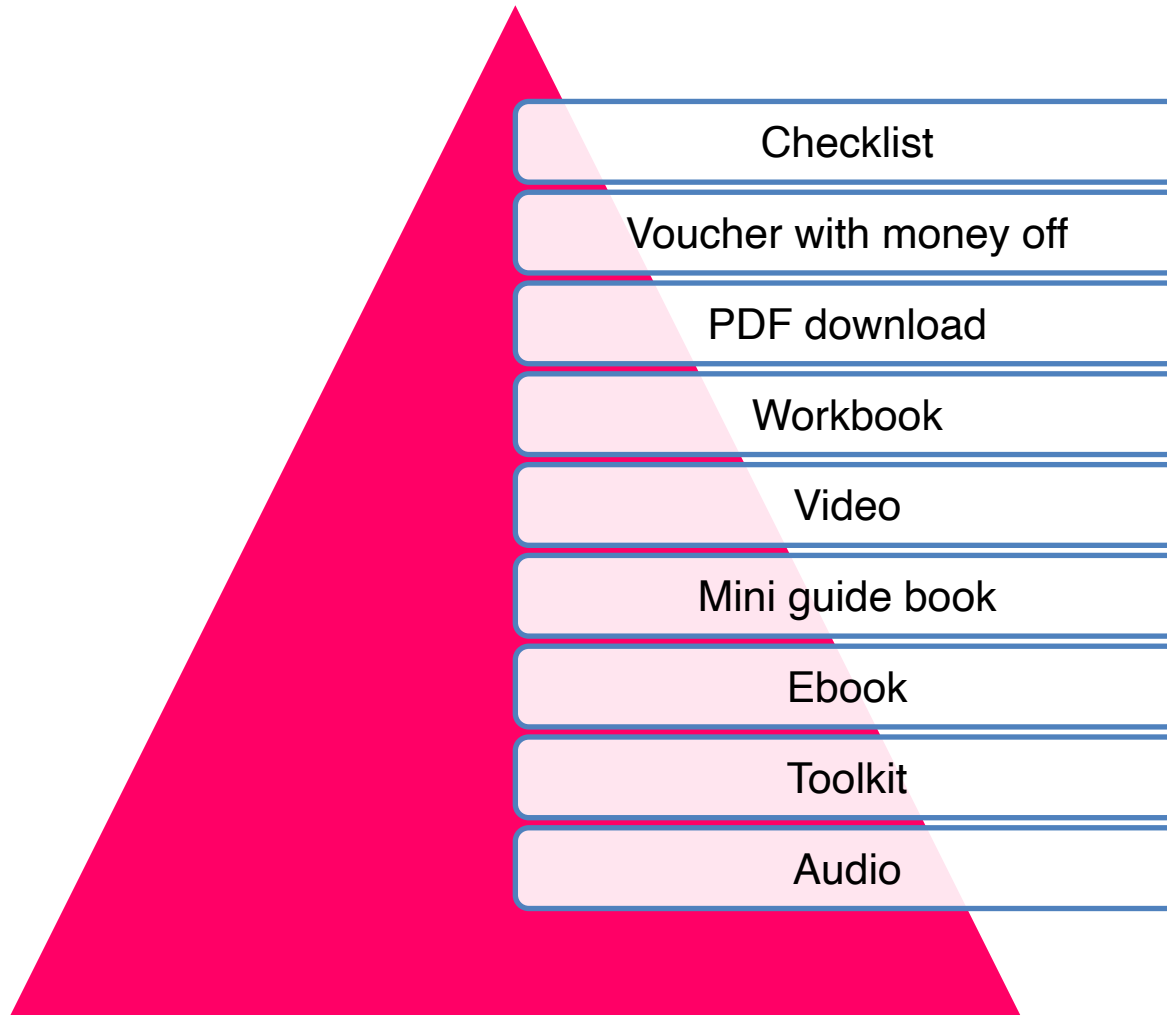 Checklist
Voucher with money off
PDF download
Workbook
Video
Mini guide book
Ebook
Toolkit
Audio